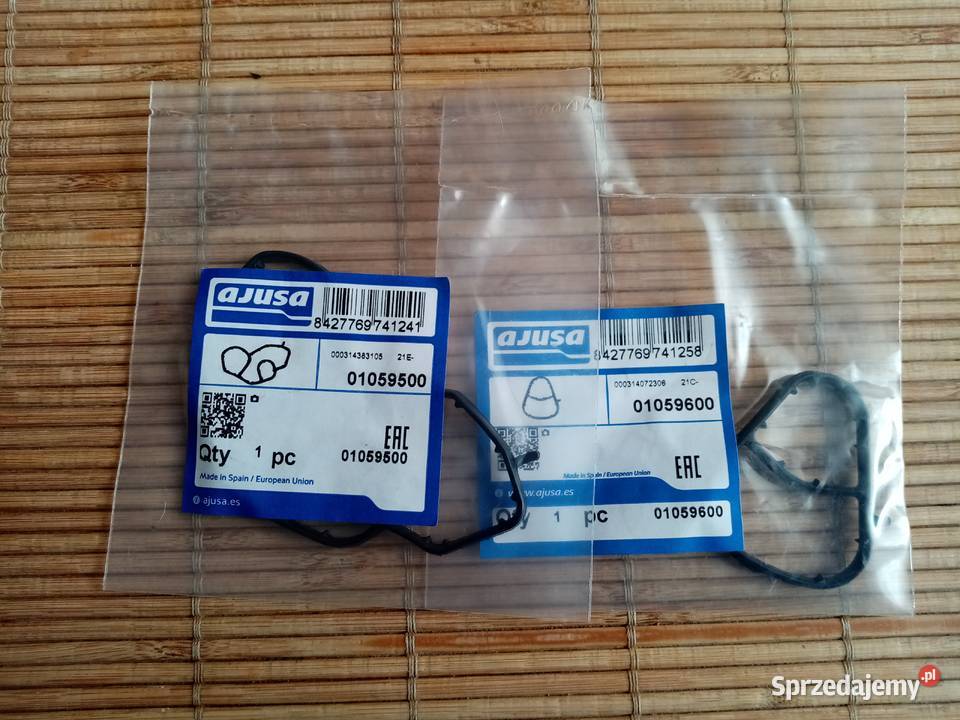 ajusa
8427769741241
000314383105 21E-
01059500
EAC
Qty 1 pc 01059500
Made in Spain / European Union
ajusa.es
ajusa
8427769741258
000314072306 21C-
01059600
EAC
Made in Spain / European Union
www.ajusa.es
Qty 1 pc 01059600
Sprzedajemy.pl